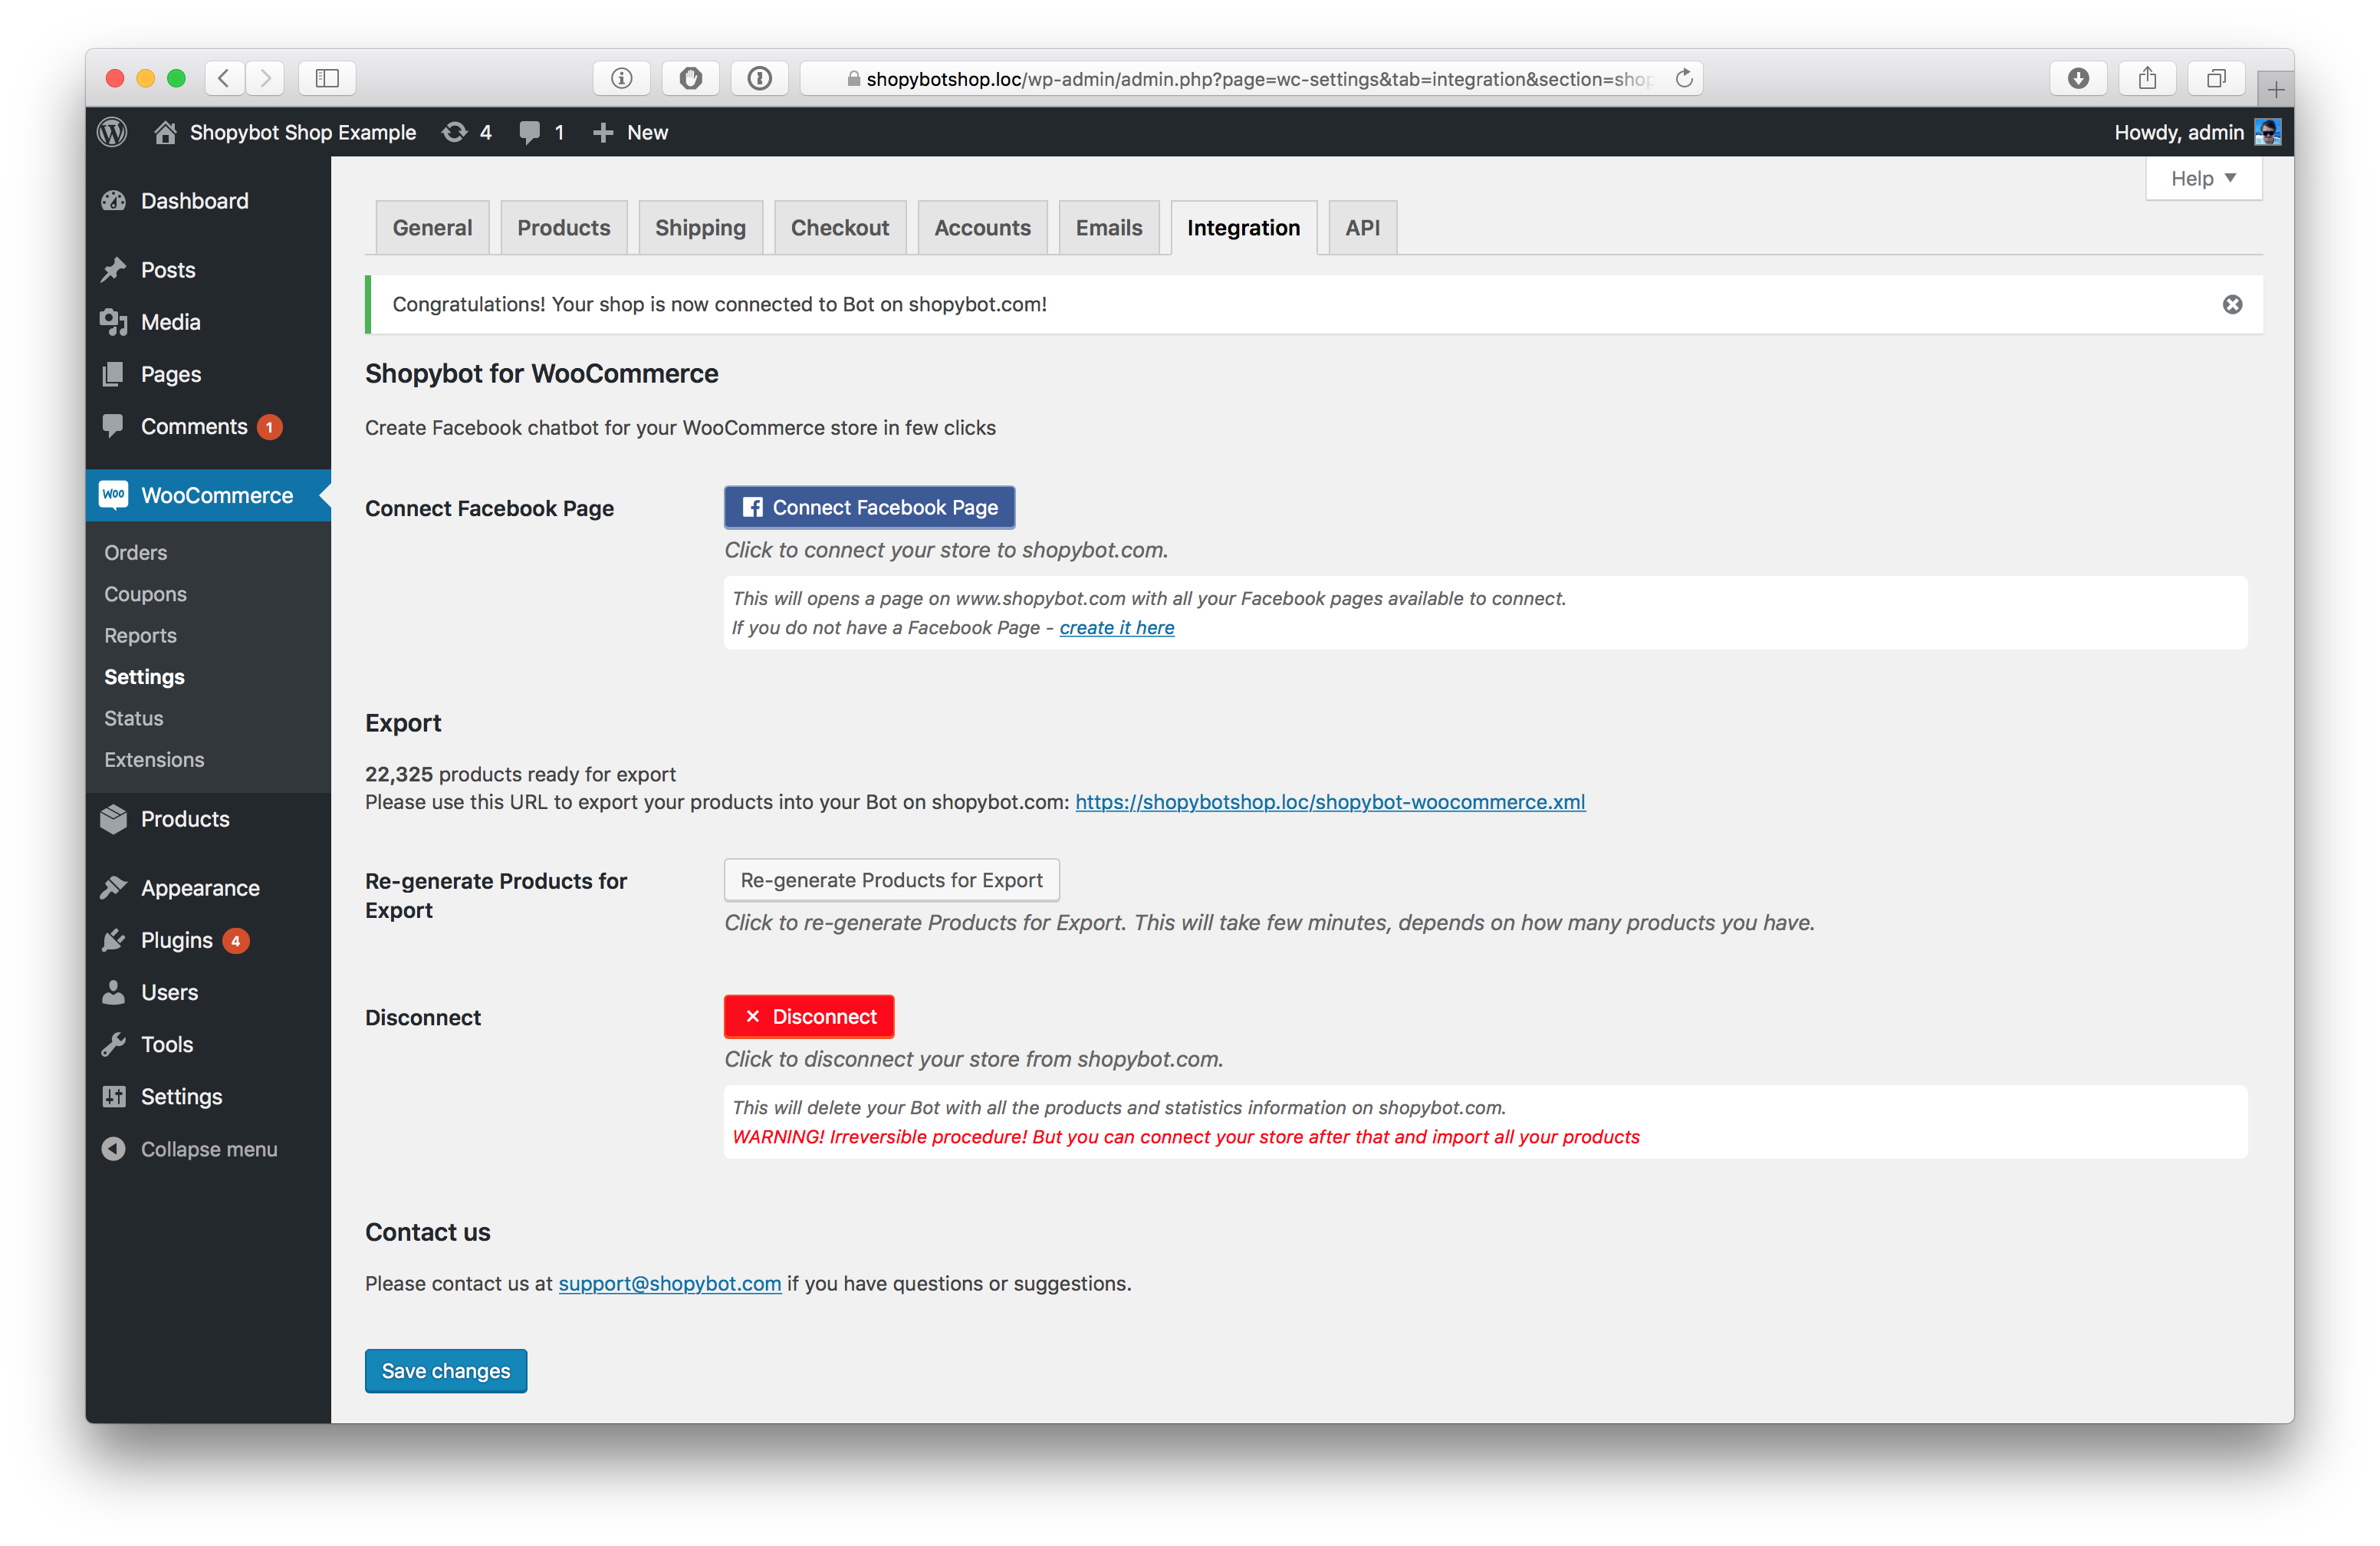 shopybotshop.loc/wp-admin/admin.php?page=wc-settings&tab=integration&section=shop
Shopybot Shop Example 4 1 New Howdy, admin
Help
Dashboard
Posts
Media
Pages
Comments 1
Woo WooCommerce
Orders
Coupons
Reports
Settings
Status
Extensions
Products
Appearance
Plugins 4
Users
Tools
Settings
Collapse menu
General Products Shipping Checkout Accounts Emails Integration API
Congratulations! Your shop is now connected to Bot on shopybot.com!
Shopybot for WooCommerce
Create Facebook chatbot for your WooCommerce store in few clicks
Connect Facebook Page
Connect Facebook Page
Click to connect your store to shopybot.com.
This will opens a page on www.shopybot.com with all your Facebook pages available to connect.
If you do not have a Facebook Page - create it here
Export
22,325 products ready for export
Please use this URL to export your products into your Bot on shopybot.com: https://shopybotshop.loc/shopybot-woocommerce.xml
Re-generate Products for
Export
Re-generate Products for Export
Click to re-generate Products for Export. This will take few minutes, depends on how many products you have.
Disconnect
Disconnect
Click to disconnect your store from shopybot.com.
This will delete your Bot with all the products and statistics information on shopybot.com.
WARNING! Irreversible procedure! But you can connect your store after that and import all your products
Contact us
Please contact us at support@shopybot.com if you have questions or suggestions.
Save changes